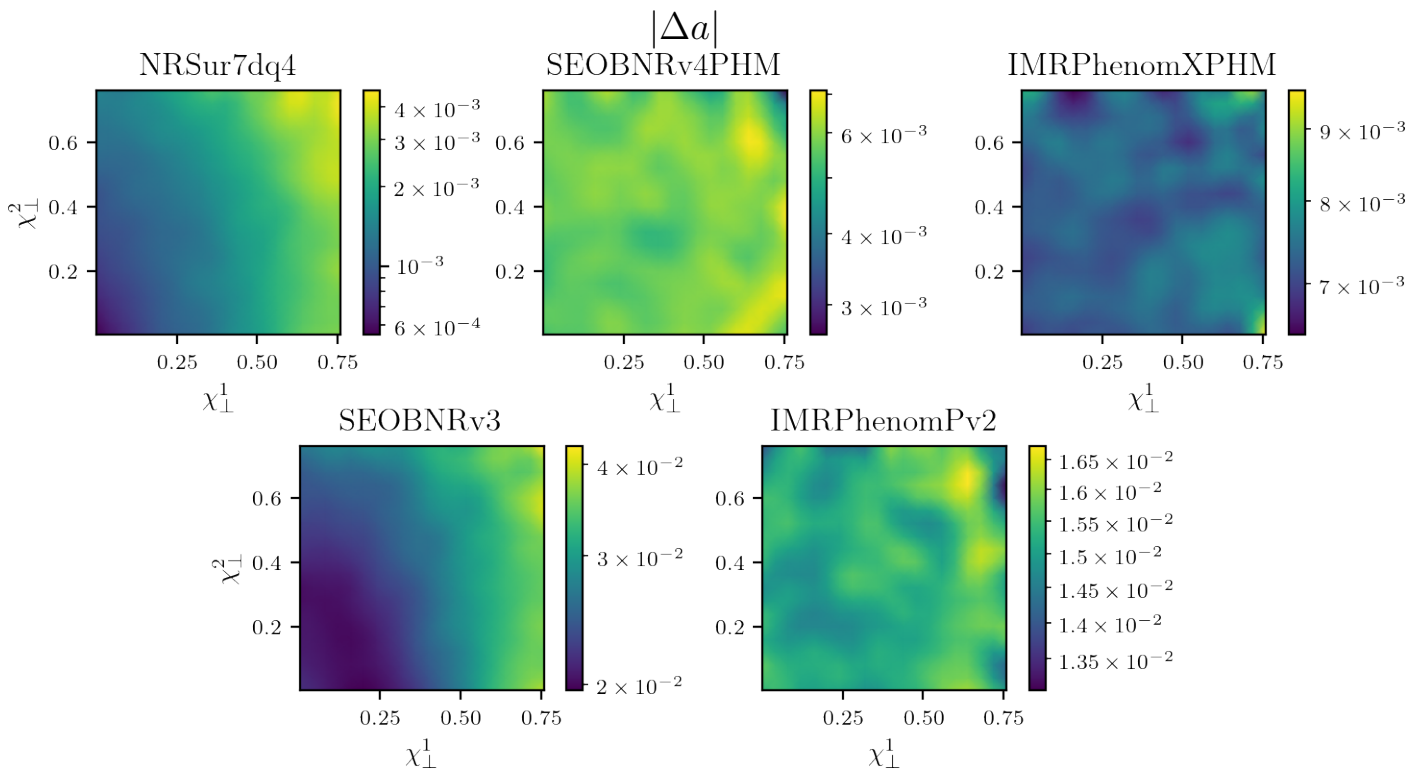 |Δa|
NRSur7dq4 SEOBNRv4PHM IMRPhenomXPHM
0.6
0.4
0.2
χ²⊥
0.25 0.50 0.75
χ¹⊥
4 × 10⁻³
3 × 10⁻³
2 × 10⁻³
10⁻³
6 × 10⁻⁴
0.6
0.4
0.2
0.25 0.50 0.75
χ¹⊥
6 × 10⁻³
4 × 10⁻³
3 × 10⁻³
0.6
0.4
0.2
0.25 0.50 0.75
χ¹⊥
9 × 10⁻³
8 × 10⁻³
7 × 10⁻³
SEOBNRv3 IMRPhenomPv2
0.6
0.4
0.2
χ²⊥
0.25 0.50 0.75
χ¹⊥
4 × 10⁻²
3 × 10⁻²
2 × 10⁻²
0.6
0.4
0.2
0.25 0.50 0.75
χ¹⊥
1.65 × 10⁻²
1.6 × 10⁻²
1.55 × 10⁻²
1.5 × 10⁻²
1.45 × 10⁻²
1.4 × 10⁻²
1.35 × 10⁻²